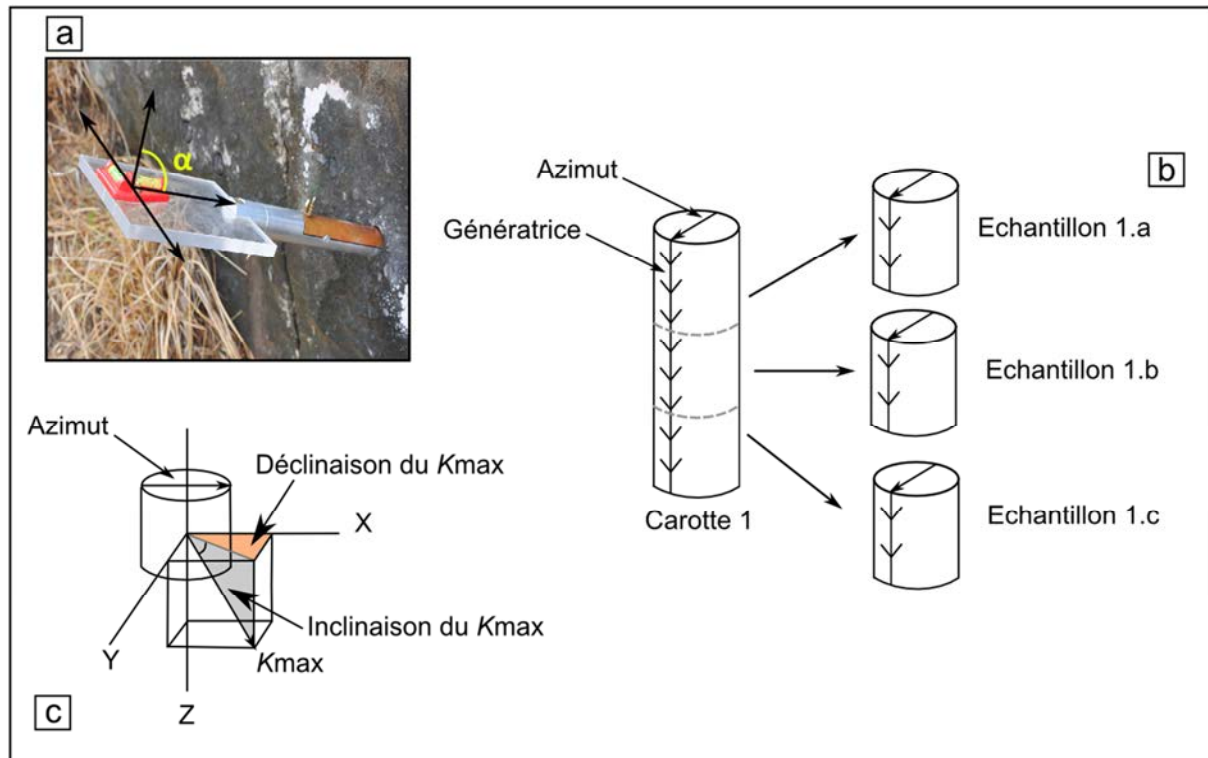 a
α
b
Azimut
Génératrice
Carotte 1
Echantillon 1.a
Echantillon 1.b
Echantillon 1.c
Azimut
Déclinaison du Kmax
X
Inclinaison du Kmax
Y
Kmax
Z
c